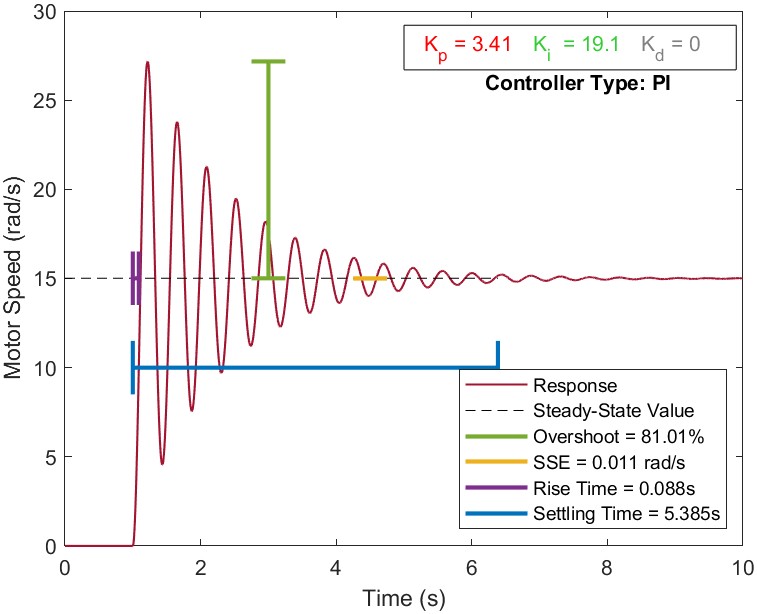 30
25
20
15
10
5
0
Motor Speed (rad/s)
Kp = 3.41 Ki = 19.1 Kd = 0
Controller Type: PI
Response
Steady-State Value
Overshoot = 81.01%
SSE = 0.011 rad/s
Rise Time = 0.088s
Settling Time = 5.385s
0 2 4 6 8 10
Time (s)